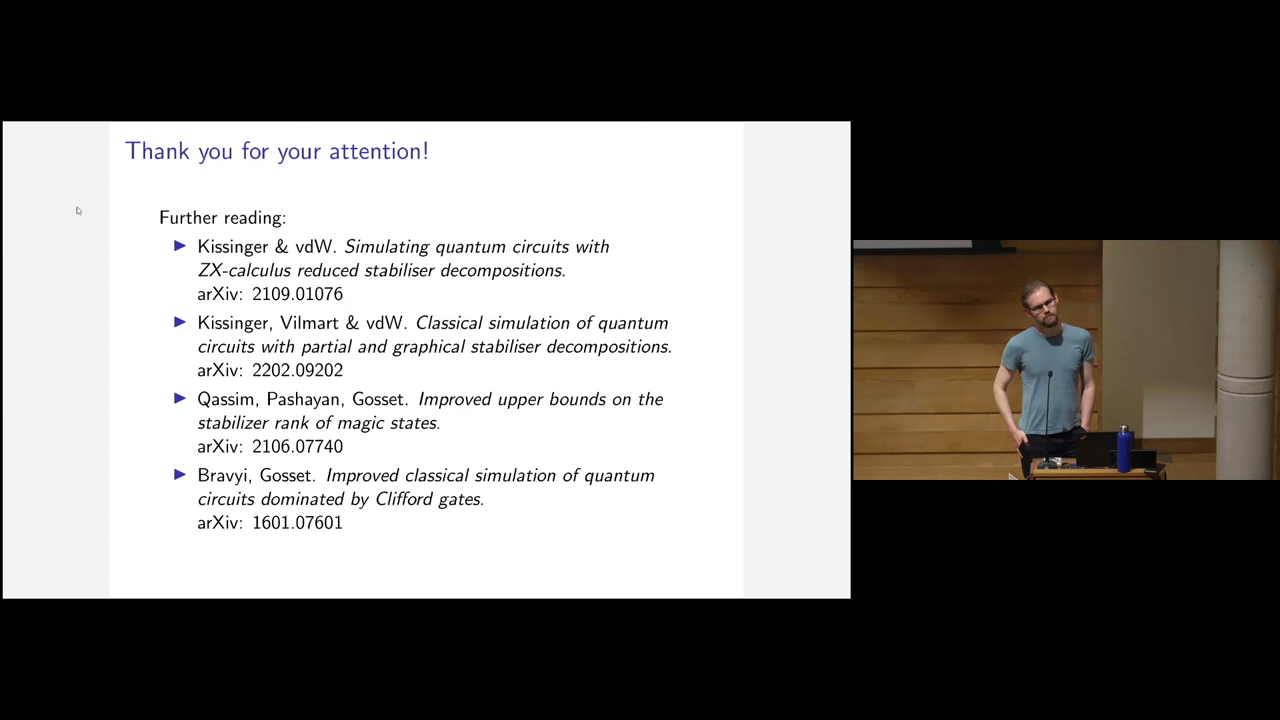 Thank you for your attention!
Further reading:
Kissinger & vdW. Simulating quantum circuits with
ZX-calculus reduced stabiliser decompositions.
arXiv: 2109.01076
Kissinger, Vilmart & vdW. Classical simulation of quantum
circuits with partial and graphical stabiliser decompositions.
arXiv: 2202.09202
Qassim, Pashayan, Gosset. Improved upper bounds on the
stabilizer rank of magic states.
arXiv: 2106.07740
Bravyi, Gosset. Improved classical simulation of quantum
circuits dominated by Clifford gates.
arXiv: 1601.07601